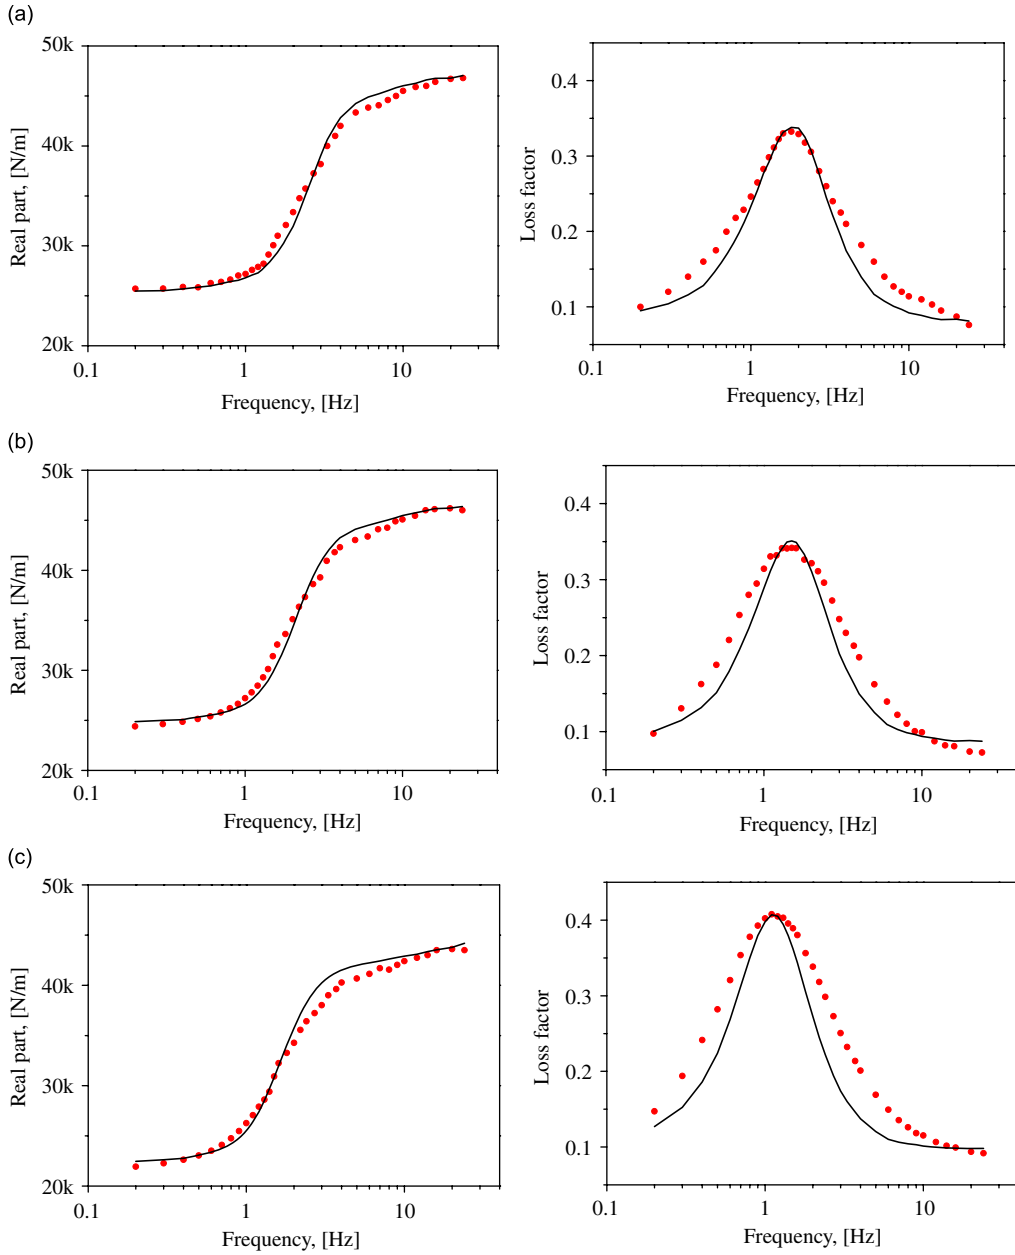 (a)
50k
40k
30k
20k
Real part, [N/m]
0.1
1
10
Frequency, [Hz]
0.4
0.3
0.2
0.1
Loss factor
0.1
1
10
Frequency, [Hz]
(b)
50k
40k
30k
20k
Real part, [N/m]
0.1
1
10
Frequency, [Hz]
0.4
0.3
0.2
0.1
Loss factor
0.1
1
10
Frequency, [Hz]
(c)
50k
40k
30k
20k
Real part, [N/m]
0.1
1
10
Frequency, [Hz]
0.4
0.3
0.2
0.1
Loss factor
0.1
1
10
Frequency, [Hz]